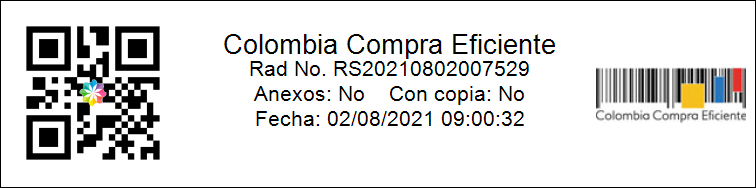 Colombia Compra Eficiente
Rad No. RS20210802007529
Anexos: No    Con copia: No
Fecha: 02/08/2021 09:00:32
Colombia Compra Eficiente